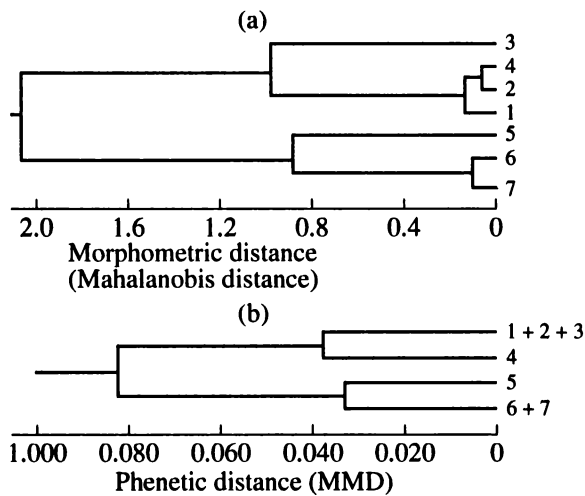 (a)
3
4
2
1
5
6
7
2.0 1.6 1.2 0.8 0.4 0
Morphometric distance
(Mahalanobis distance)
(b)
1 + 2 + 3
4
5
6 + 7
1.000 0.080 0.060 0.040 0.020 0
Phenetic distance (MMD)